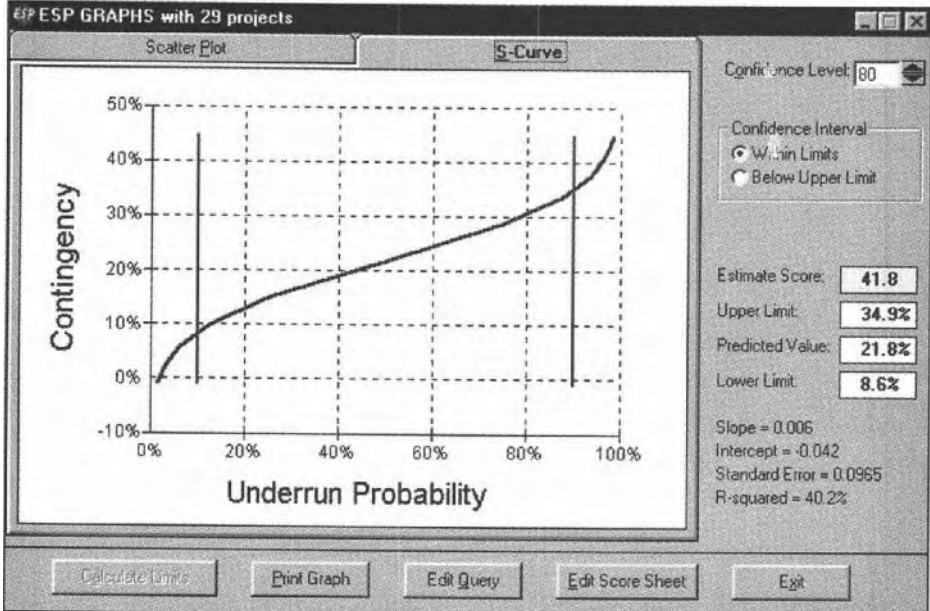 ESP ESP GRAPHS with 29 projects
Scatter Plot
S-Curve
50%
40%
30%
20%
10%
0%
-10%
Contingency
0%
20%
40%
60%
80%
100%
Underrun Probability
Confidence Level: 80
Confidence Interval
Within Limits
Below Upper Limit
Estimate Score: 41.8
Upper Limit: 34.9%
Predicted Value: 21.8%
Lower Limit: 8.6%
Slope = 0.006
Intercept = -0.042
Standard Error = 0.0965
R-squared = 40.2%
Calculate Limits
Print Graph
Edit Query
Edit Score Sheet
Exit